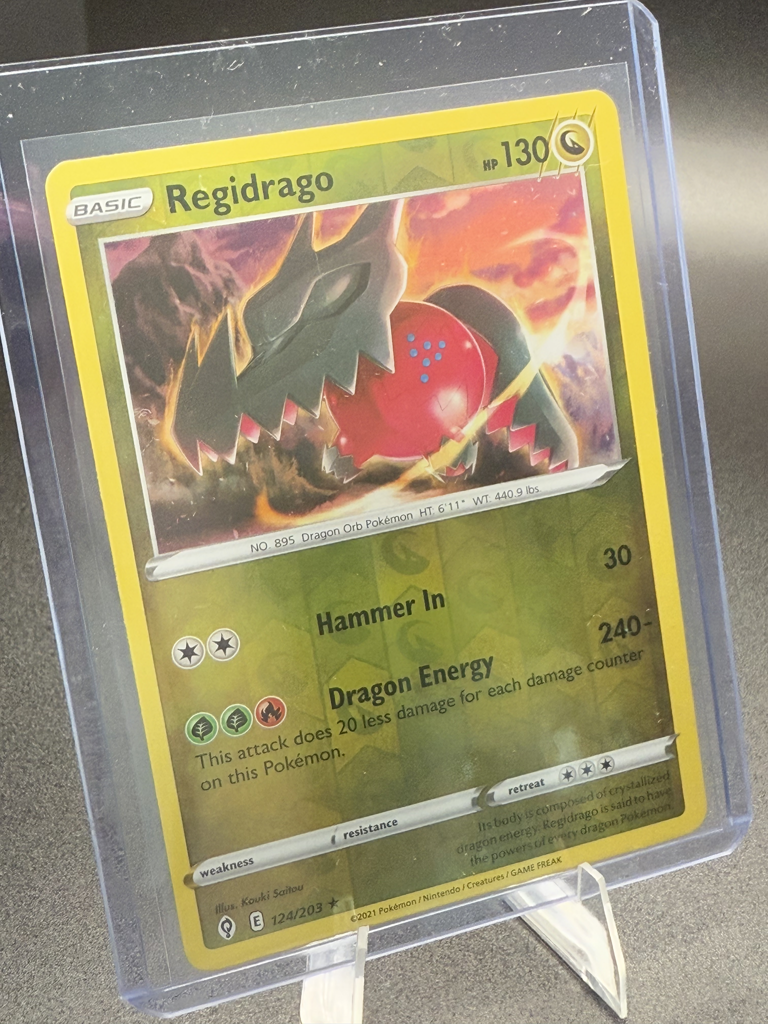 BASIC Regidrago HP 130
NO. 895 Dragon Orb Pokémon HT 6'11" WT. 440.9 lbs.
Hammer In 30
Dragon Energy 240-
This attack does 20 less damage for each damage counter
on this Pokémon.
weakness resistance retreat
Its body is composed of crystallized
dragon energy. Regidrago is said to have
the powers of every dragon Pokémon.
Illus. Kouki Saitou
E 124/203 ★ ©2021 Pokémon / Nintendo / Creatures / GAME FREAK